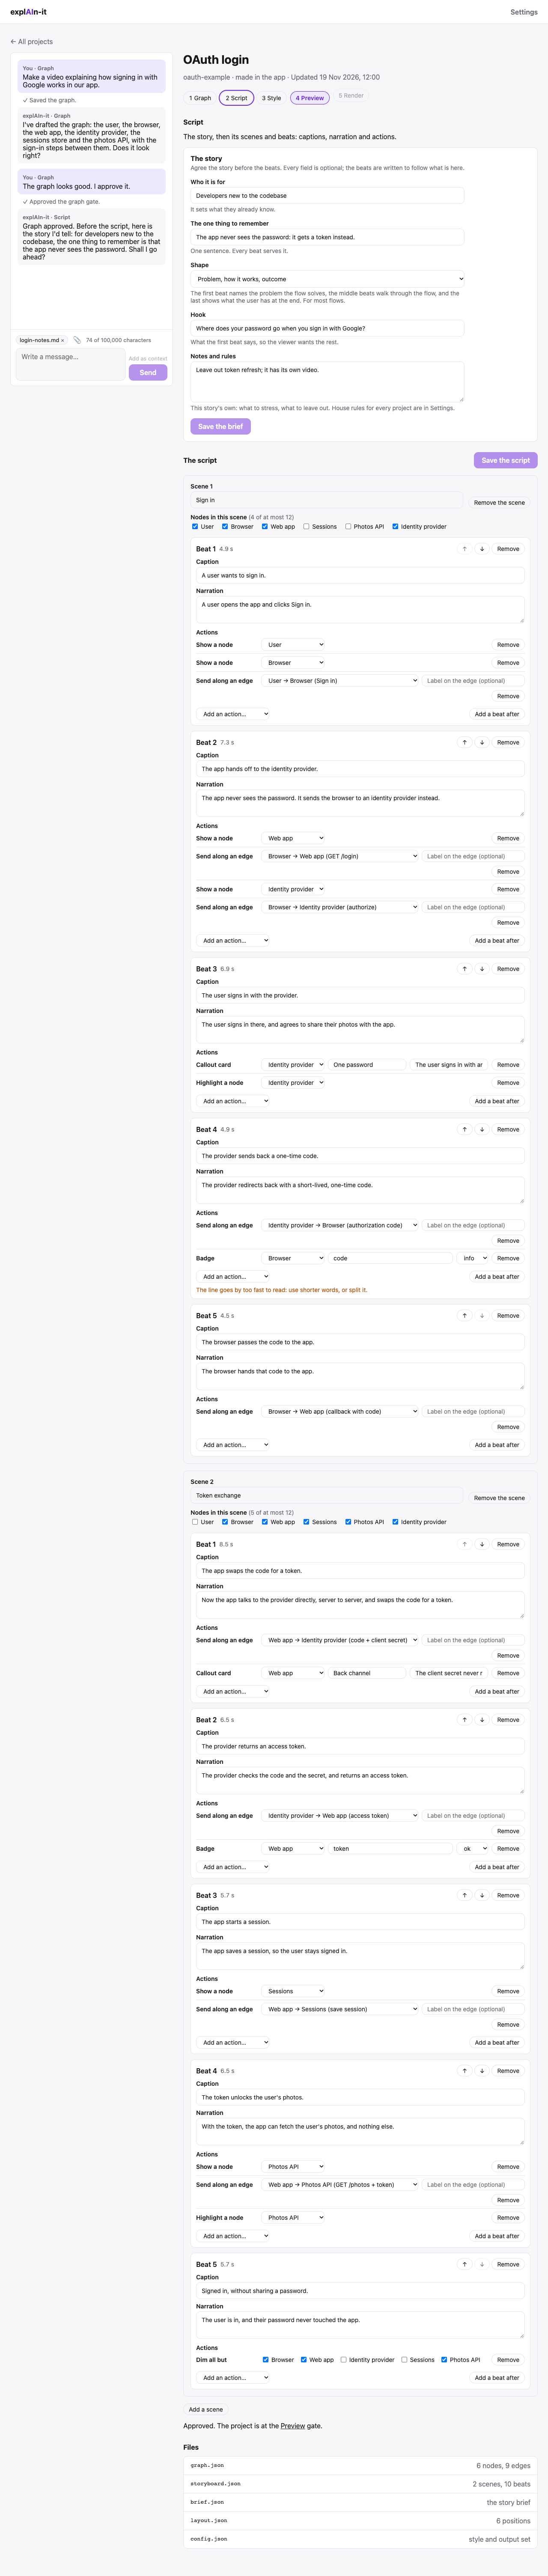 explAIn-it
Settings
← All projects
You · Graph
Make a video explaining how signing in with
Google works in our app.
✓ Saved the graph.
explAIn-it · Graph
I've drafted the graph: the user, the browser,
the web app, the identity provider, the
sessions store and the photos API, with the
sign-in steps between them. Does it look
right?
You · Graph
The graph looks good. I approve it.
✓ Approved the graph gate.
explAIn-it · Script
Graph approved. Before the script, here is
the story I'd tell: for developers new to the
codebase, the one thing to remember is that
the app never sees the password. Shall I go
ahead?
login-notes.md ×
74 of 100,000 characters
Write a message...
Add as context
Send
OAuth login
oauth-example · made in the app · Updated 19 Nov 2026, 12:00
1 Graph
2 Script
3 Style
4 Preview
5 Render
Script
The story, then its scenes and beats: captions, narration and actions.
The story
Agree the story before the beats. Every field is optional; the beats are written to follow what is here.
Who it is for
Developers new to the codebase
It sets what they already know.
The one thing to remember
The app never sees the password: it gets a token instead.
One sentence. Every beat serves it.
Shape
Problem, how it works, outcome
The first beat names the problem the flow solves, the middle beats walk through the flow, and the
last shows what the user has at the end. For most flows.
Hook
Where does your password go when you sign in with Google?
What the first beat says, so the viewer wants the rest.
Notes and rules
Leave out token refresh; it has its own video.
This story's own: what to stress, what to leave out. House rules for every project are in Settings.
Save the brief
The script
Save the script
Scene 1
Sign in
Remove the scene
Nodes in this scene (4 of at most 12)
User Browser Web app Sessions Photos API Identity provider
Beat 1 4.9 s
↑ ↓ Remove
Caption
A user wants to sign in.
Narration
A user opens the app and clicks Sign in.
Actions
Show a node User Remove
Show a node Browser Remove
Send along an edge User → Browser (Sign in) Label on the edge (optional)
Remove
Add an action... Add a beat after
Beat 2 7.3 s
↑ ↓ Remove
Caption
The app hands off to the identity provider.
Narration
The app never sees the password. It sends the browser to an identity provider instead.
Actions
Show a node Web app Remove
Send along an edge Browser → Web app (GET /login) Label on the edge (optional)
Remove
Show a node Identity provider Remove
Send along an edge Browser → Identity provider (authorize) Label on the edge (optional)
Remove
Add an action... Add a beat after
Beat 3 6.9 s
↑ ↓ Remove
Caption
The user signs in with the provider.
Narration
The user signs in there, and agrees to share their photos with the app.
Actions
Callout card Identity provider One password The user signs in with ar Remove
Highlight a node Identity provider Remove
Add an action... Add a beat after
Beat 4 4.9 s
↑ ↓ Remove
Caption
The provider sends back a one-time code.
Narration
The provider redirects back with a short-lived, one-time code.
Actions
Send along an edge Identity provider → Browser (authorization code) Label on the edge (optional)
Remove
Badge Browser code info Remove
Add an action... Add a beat after
The line goes by too fast to read: use shorter words, or split it.
Beat 5 4.5 s
↑ ↓ Remove
Caption
The browser passes the code to the app.
Narration
The browser hands that code to the app.
Actions
Send along an edge Browser → Web app (callback with code) Label on the edge (optional)
Remove
Add an action... Add a beat after
Scene 2
Token exchange
Remove the scene
Nodes in this scene (5 of at most 12)
User Browser Web app Sessions Photos API Identity provider
Beat 1 8.5 s
↑ ↓ Remove
Caption
The app swaps the code for a token.
Narration
Now the app talks to the provider directly, server to server, and swaps the code for a token.
Actions
Send along an edge Web app → Identity provider (code + client secret) Label on the edge (optional)
Remove
Callout card Web app Back channel The client secret never r Remove
Add an action... Add a beat after
Beat 2 6.5 s
↑ ↓ Remove
Caption
The provider returns an access token.
Narration
The provider checks the code and the secret, and returns an access token.
Actions
Send along an edge Identity provider → Web app (access token) Label on the edge (optional)
Remove
Badge Web app token ok Remove
Add an action... Add a beat after
Beat 3 5.7 s
↑ ↓ Remove
Caption
The app starts a session.
Narration
The app saves a session, so the user stays signed in.
Actions
Show a node Sessions Remove
Send along an edge Web app → Sessions (save session) Label on the edge (optional)
Remove
Add an action... Add a beat after
Beat 4 6.5 s
↑ ↓ Remove
Caption
The token unlocks the user's photos.
Narration
With the token, the app can fetch the user's photos, and nothing else.
Actions
Show a node Photos API Remove
Send along an edge Web app → Photos API (GET /photos + token) Label on the edge (optional)
Remove
Highlight a node Photos API Remove
Add an action... Add a beat after
Beat 5 5.7 s
↑ ↓ Remove
Caption
Signed in, without sharing a password.
Narration
The user is in, and their password never touched the app.
Actions
Dim all but Browser Web app Identity provider Sessions Photos API Remove
Add an action... Add a beat after
Add a scene
Approved. The project is at the Preview gate.
Files
graph.json 6 nodes, 9 edges
storyboard.json 2 scenes, 10 beats
brief.json the story brief
layout.json 6 positions
config.json style and output set